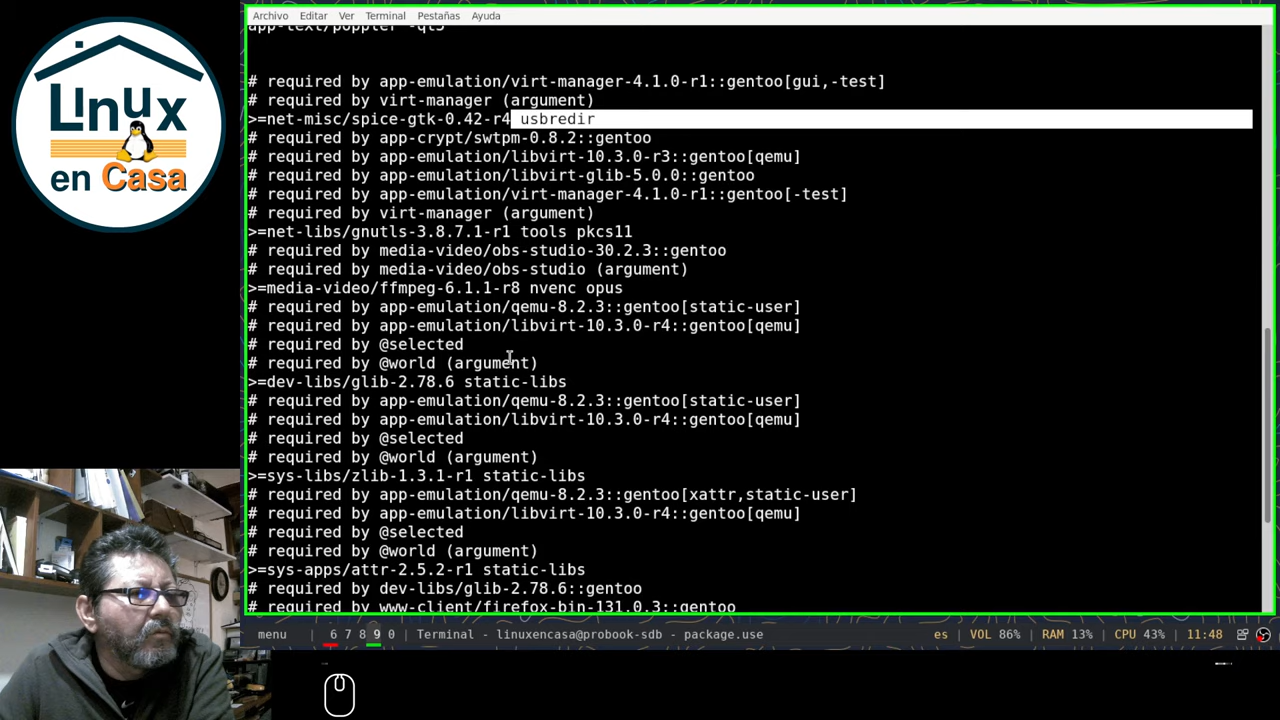 Linux
en Casa
Archivo Editar Ver Terminal Pestañas Ayuda
app-text/poppler -qt5
# required by app-emulation/virt-manager-4.1.0-r1::gentoo[gui,-test]
# required by virt-manager (argument)
>=net-misc/spice-gtk-0.42-r4 usbredir
# required by app-crypt/swtpm-0.8.2::gentoo
# required by app-emulation/libvirt-10.3.0-r3::gentoo[qemu]
# required by app-emulation/libvirt-glib-5.0.0::gentoo
# required by app-emulation/virt-manager-4.1.0-r1::gentoo[-test]
# required by virt-manager (argument)
>=net-libs/gnutls-3.8.7.1-r1 tools pkcs11
# required by media-video/obs-studio-30.2.3::gentoo
# required by media-video/obs-studio (argument)
>=media-video/ffmpeg-6.1.1-r8 nvenc opus
# required by app-emulation/qemu-8.2.3::gentoo[static-user]
# required by app-emulation/libvirt-10.3.0-r4::gentoo[qemu]
# required by @selected
# required by @world (argument)
>=dev-libs/glib-2.78.6 static-libs
# required by app-emulation/qemu-8.2.3::gentoo[static-user]
# required by app-emulation/libvirt-10.3.0-r4::gentoo[qemu]
# required by @selected
# required by @world (argument)
>=sys-libs/zlib-1.3.1-r1 static-libs
# required by app-emulation/qemu-8.2.3::gentoo[xattr,static-user]
# required by app-emulation/libvirt-10.3.0-r4::gentoo[qemu]
# required by @selected
# required by @world (argument)
>=sys-apps/attr-2.5.2-r1 static-libs
# required by dev-libs/glib-2.78.6::gentoo
# required by www-client/firefox-bin-131.0.3::gentoo
menu | 6 7 8 9 0 | Terminal - linuxencasa@probook-sdb - package.use es | VOL 86% | RAM 13% | CPU 43% | 11:48